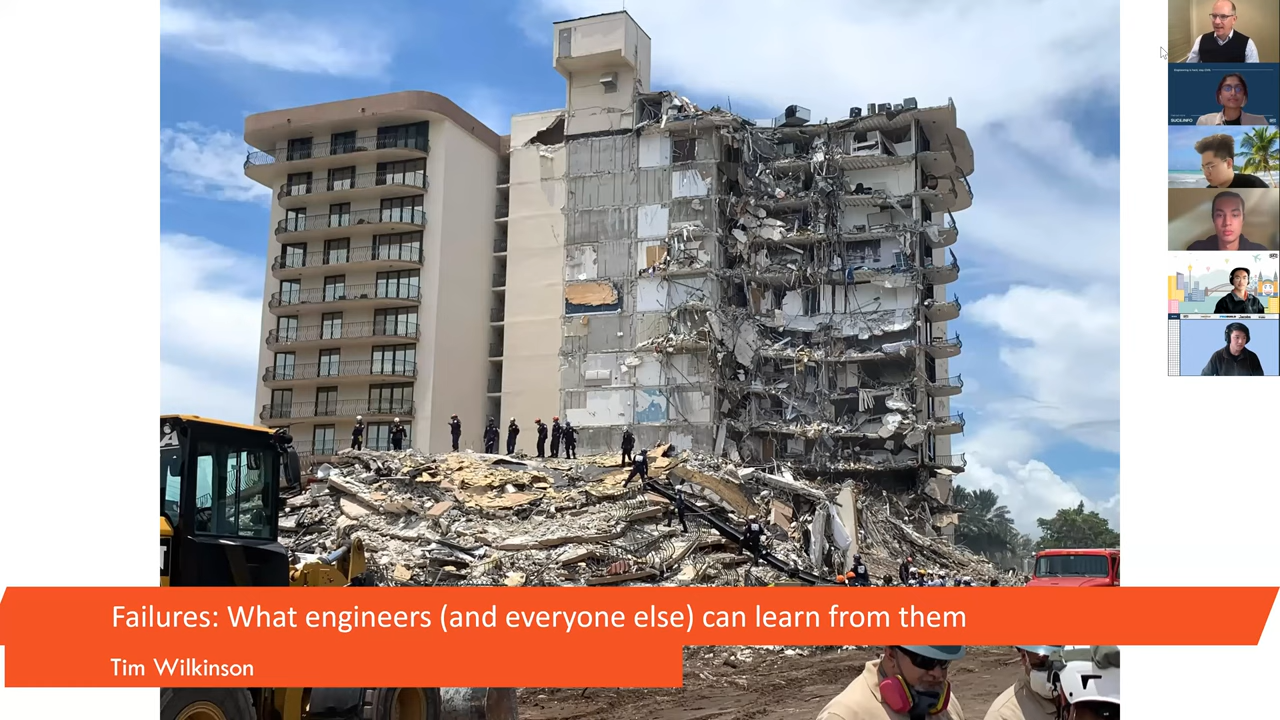 Failures: What engineers (and everyone else) can learn from them
Tim Wilkinson